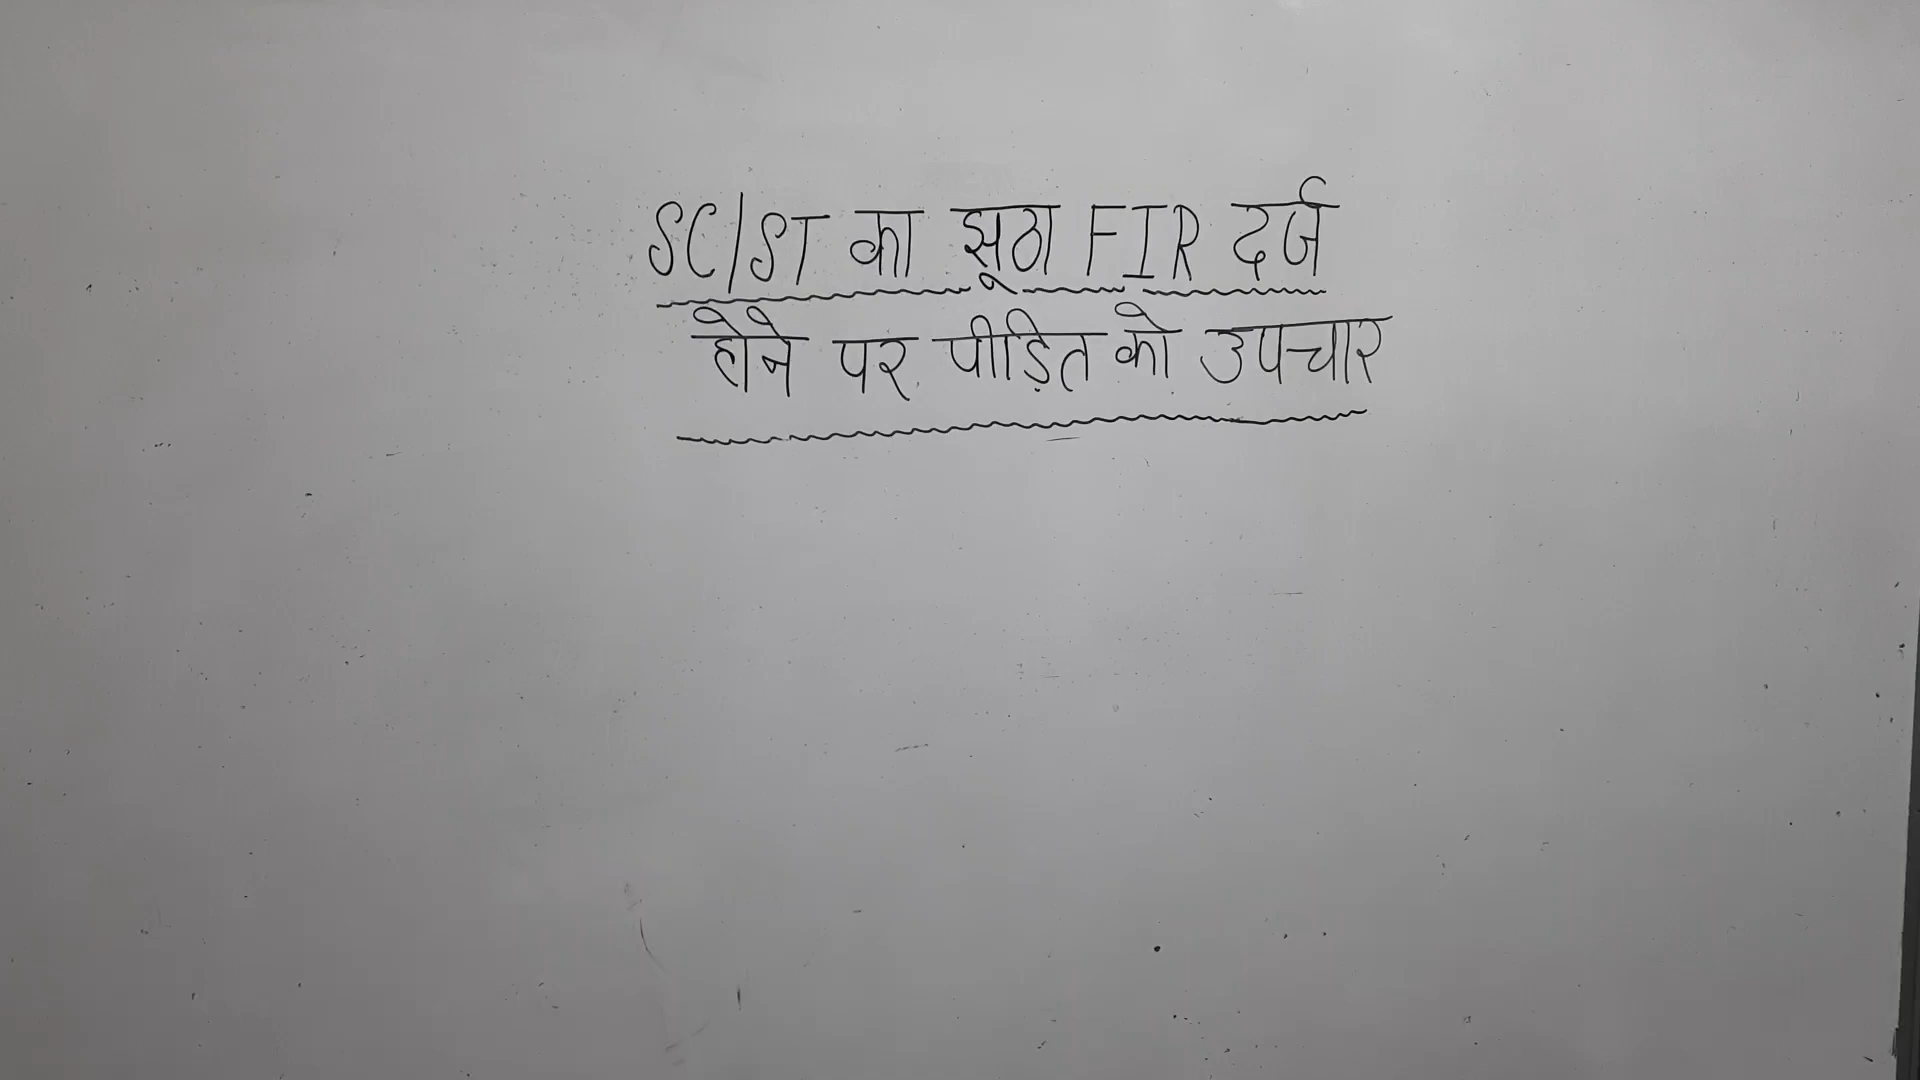 SC/ST का झूठा FIR दर्ज
होने पर पीड़ित को उपचार